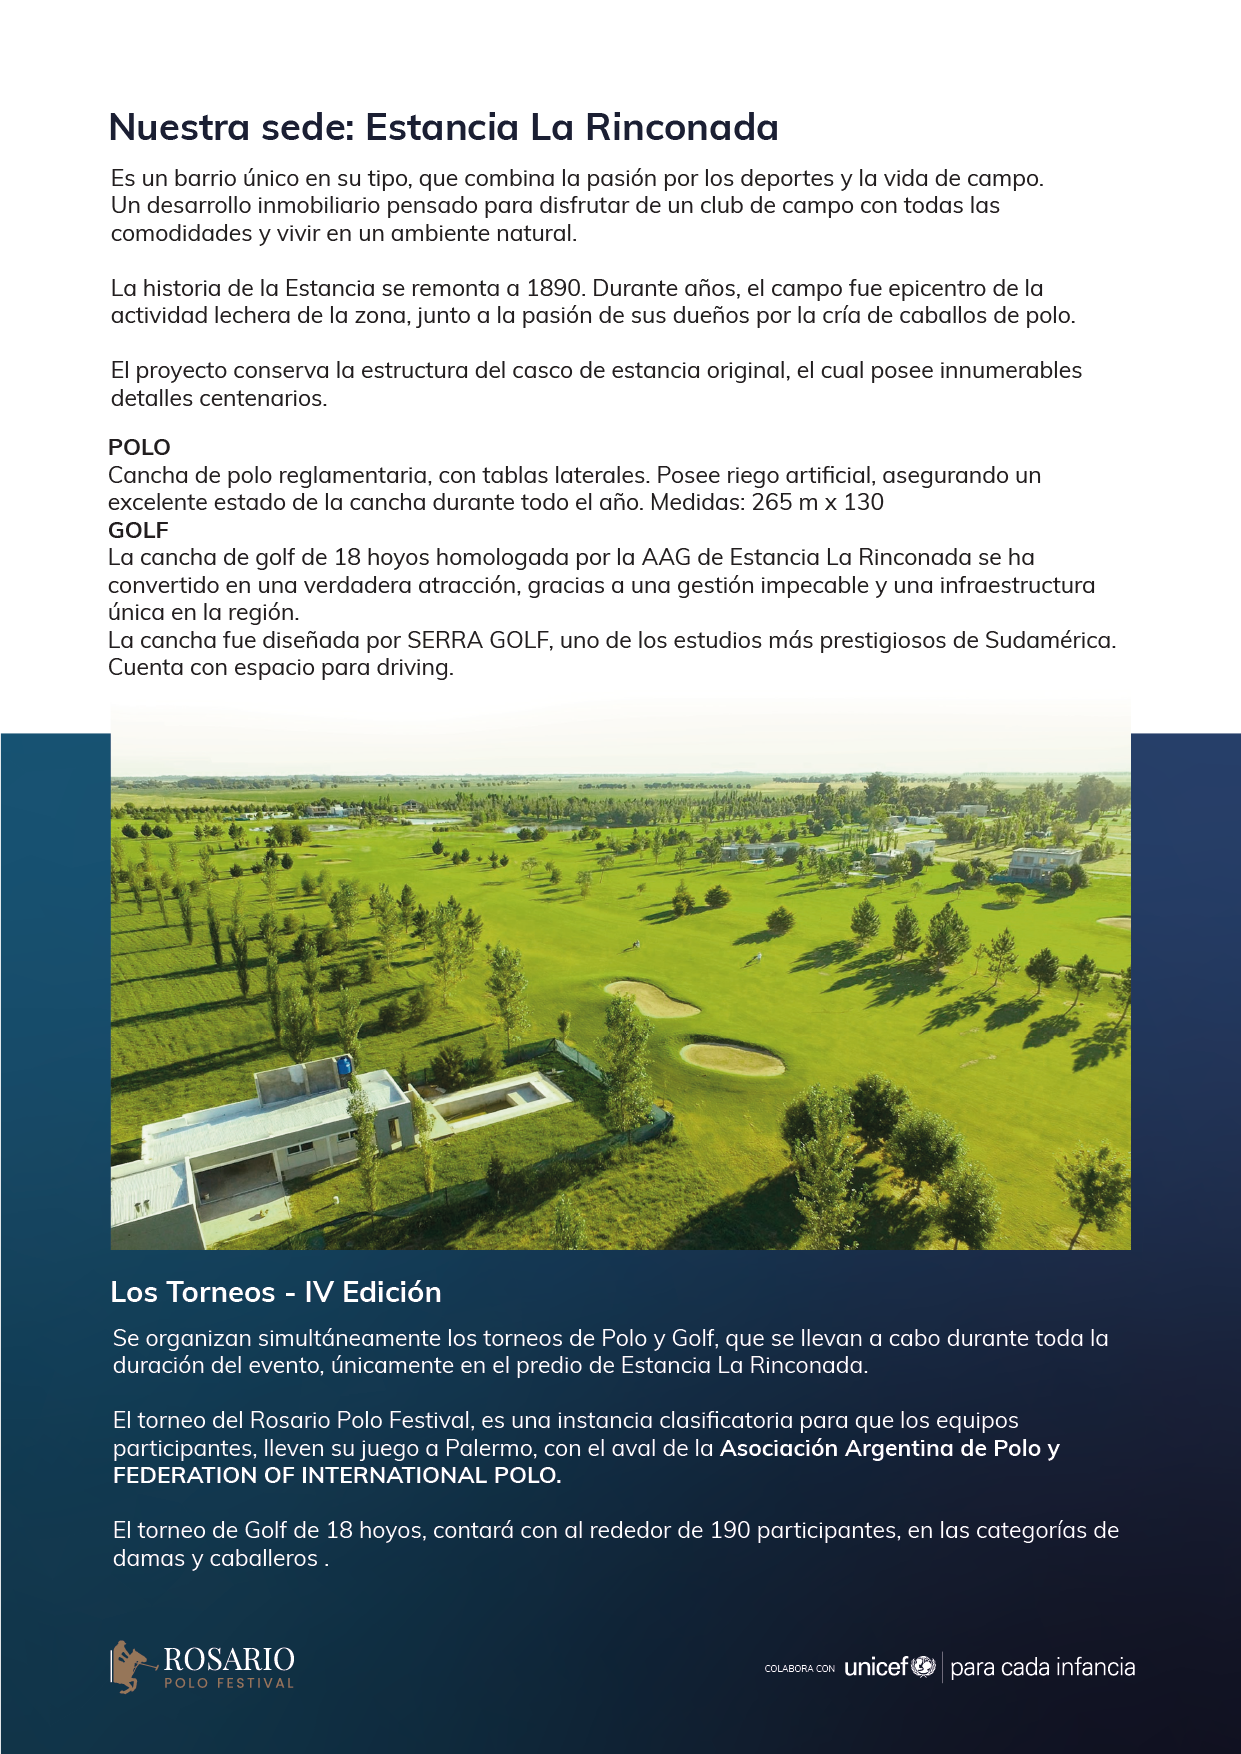 Nuestra sede: Estancia La Rinconada
Es un barrio único en su tipo, que combina la pasión por los deportes y la vida de campo.
Un desarrollo inmobiliario pensado para disfrutar de un club de campo con todas las
comodidades y vivir en un ambiente natural.
La historia de la Estancia se remonta a 1890. Durante años, el campo fue epicentro de la
actividad lechera de la zona, junto a la pasión de sus dueños por la cría de caballos de polo.
El proyecto conserva la estructura del casco de estancia original, el cual posee innumerables
detalles centenarios.
POLO
Cancha de polo reglamentaria, con tablas laterales. Posee riego artificial, asegurando un
excelente estado de la cancha durante todo el año. Medidas: 265 m x 130
GOLF
La cancha de golf de 18 hoyos homologada por la AAG de Estancia La Rinconada se ha
convertido en una verdadera atracción, gracias a una gestión impecable y una infraestructura
única en la región.
La cancha fue diseñada por SERRA GOLF, uno de los estudios más prestigiosos de Sudamérica.
Cuenta con espacio para driving.
Los Torneos - IV Edición
Se organizan simultáneamente los torneos de Polo y Golf, que se llevan a cabo durante toda la
duración del evento, únicamente en el predio de Estancia La Rinconada.
El torneo del Rosario Polo Festival, es una instancia clasificatoria para que los equipos
participantes, lleven su juego a Palermo, con el aval de la Asociación Argentina de Polo y
FEDERATION OF INTERNATIONAL POLO.
El torneo de Golf de 18 hoyos, contará con al rededor de 190 participantes, en las categorías de
damas y caballeros .
ROSARIO
POLO FESTIVAL
COLABORA CON unicef para cada infancia